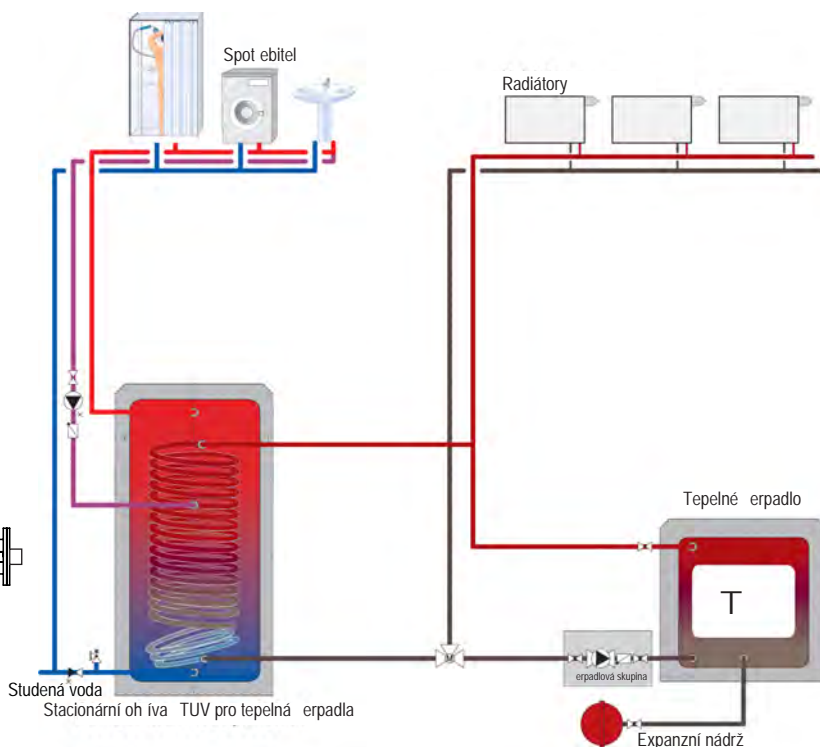 Spot ebitel
Radiátory
Tepelné erpadlo
T
M
erpadlová skupina
Studená voda
Stacionární oh íva TUV pro tepelná erpadla
Expanzní nádrž